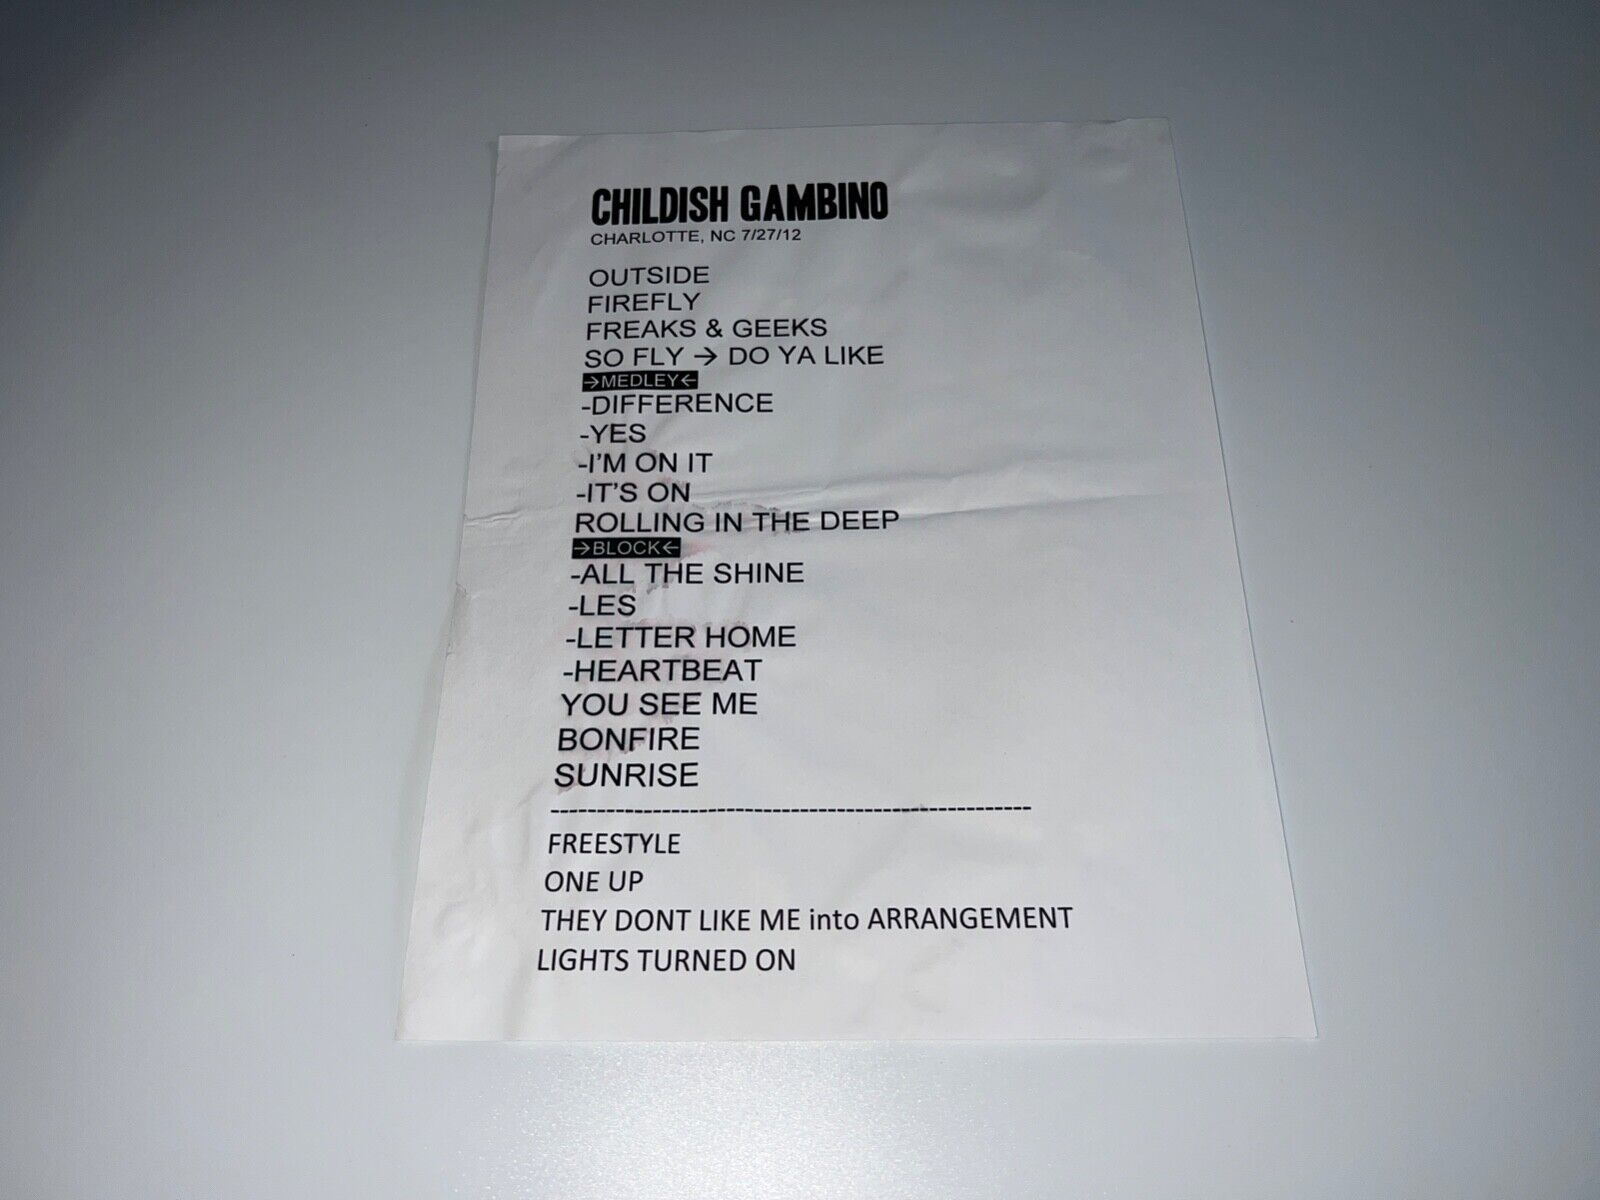 CHILDISH GAMBINO
CHARLOTTE, NC 7/27/12
OUTSIDE
FIREFLY
FREAKS & GEEKS
SO FLY → DO YA LIKE
→MEDLEY←
-DIFFERENCE
-YES
-I'M ON IT
-IT'S ON
ROLLING IN THE DEEP
→BLOCK←
-ALL THE SHINE
-LES
-LETTER HOME
-HEARTBEAT
YOU SEE ME
BONFIRE
SUNRISE
-----------------------------------------------------
FREESTYLE
ONE UP
THEY DONT LIKE ME into ARRANGEMENT
LIGHTS TURNED ON